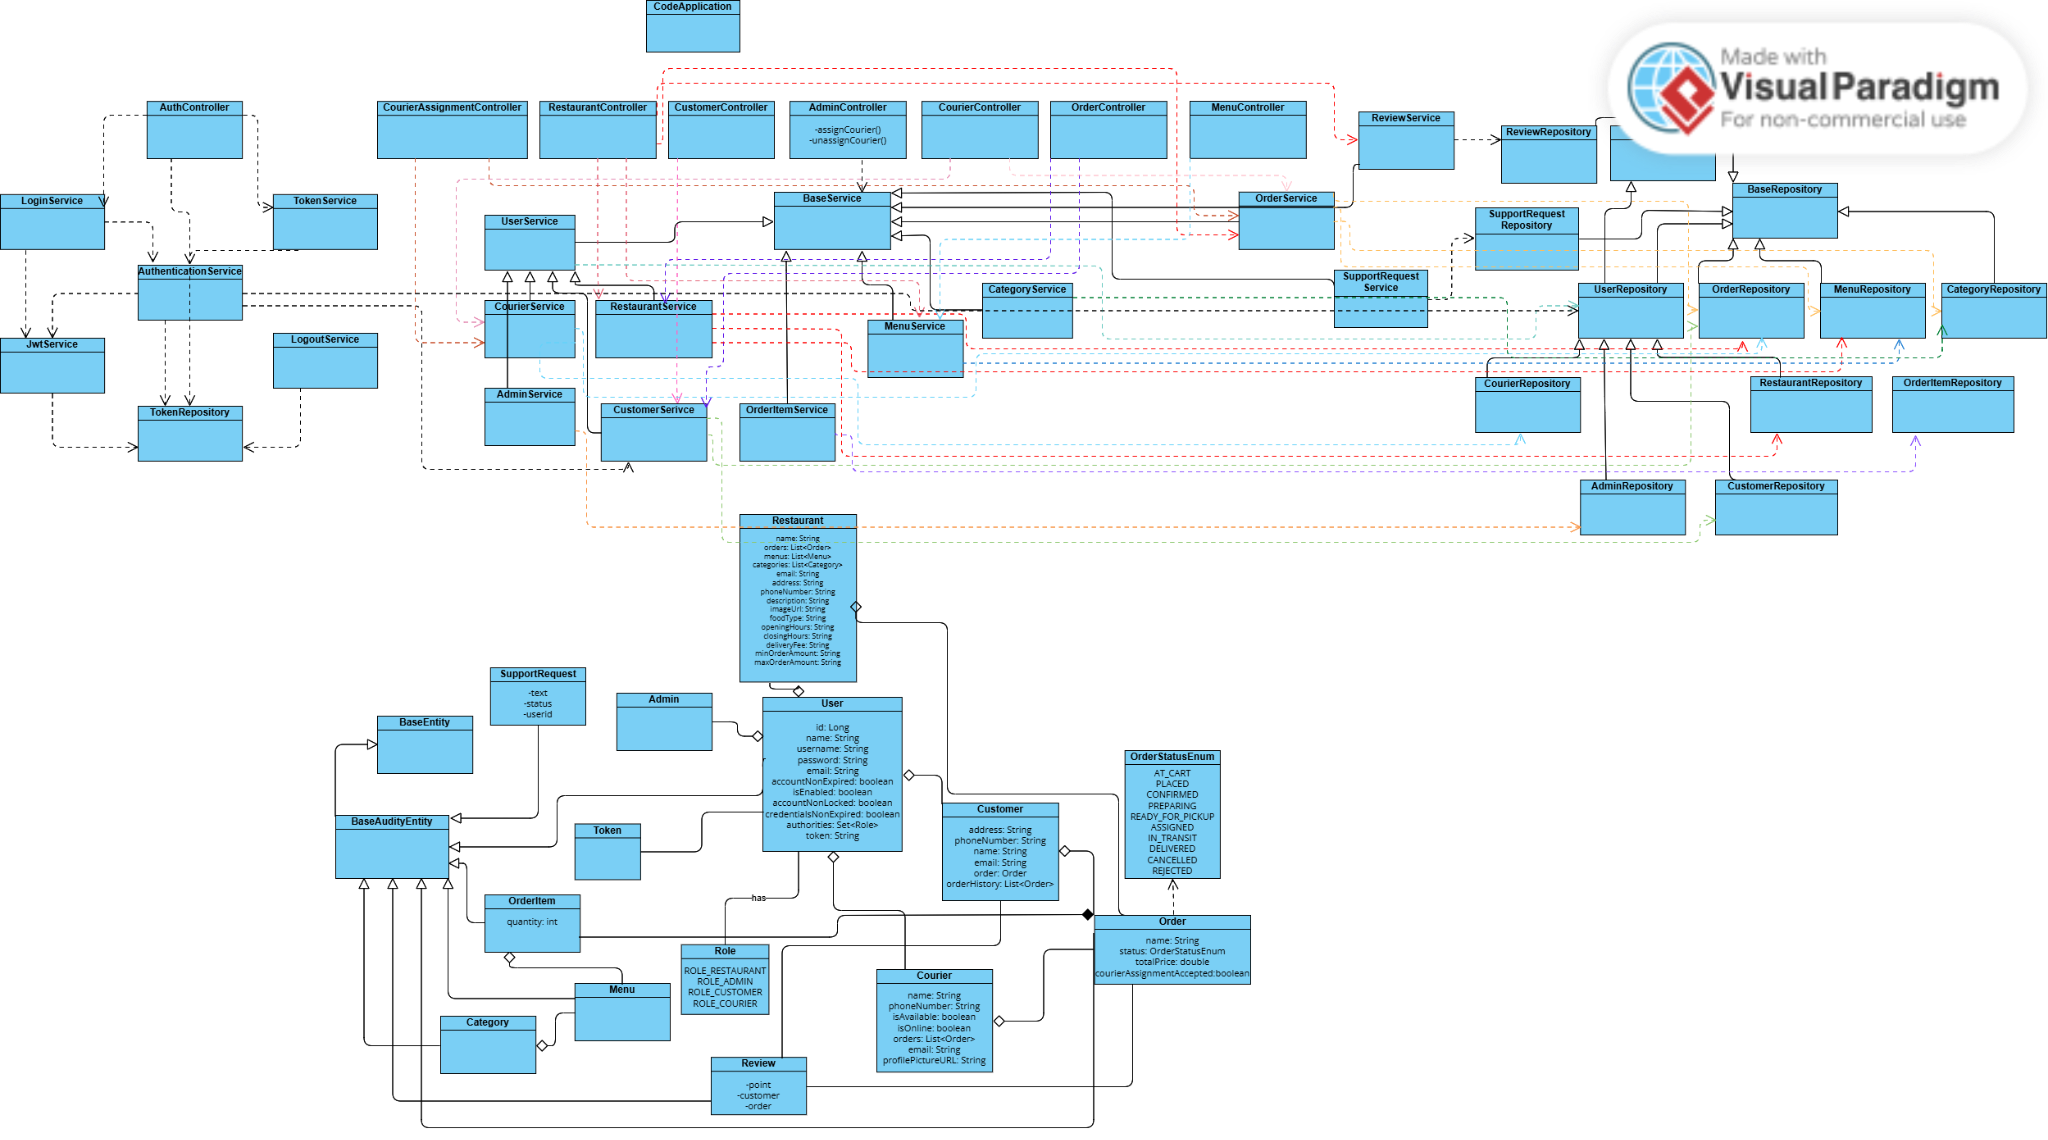 CodeApplication
Made with
Visual Paradigm
For non-commercial use
AuthController
CourierAssignmentController
RestaurantController
CustomerController
AdminController
-assignCourier()
-unassignCourier()
CourierController
OrderController
MenuController
ReviewService
ReviewRepository
LoginService
TokenService
UserService
BaseService
OrderService
SupportRequest
Repository
BaseRepository
AuthenticationService
SupportRequest
Service
CategoryService
UserRepository
OrderRepository
MenuRepository
CategoryRepository
CourierService
RestaurantService
MenuService
JwtService
LogoutService
CourierRepository
RestaurantRepository
OrderItemRepository
AdminService
TokenRepository
CustomerSerivce
OrderItemService
AdminRepository
CustomerRepository
Restaurant
name: String
orders: List<Order>
menus: List<Menu>
categories: List<Category>
email: String
address: String
phoneNumber: String
description: String
imageUrl: String
foodType: String
openingHours: String
closingHours: String
deliveryFee: String
minOrderAmount: String
maxOrderAmount: String
SupportRequest
-text
-status
-userid
Admin
User
id: Long
name: String
username: String
password: String
email: String
accountNonExpired: boolean
isEnabled: boolean
accountNonLocked: boolean
credentialsNonExpired: boolean
authorities: Set<Role>
token: String
BaseEntity
OrderStatusEnum
AT_CART
PLACED
CONFIRMED
PREPARING
READY_FOR_PICKUP
ASSIGNED
IN_TRANSIT
DELIVERED
CANCELLED
REJECTED
Customer
address: String
phoneNumber: String
name: String
email: String
order: Order
orderHistory: List<Order>
BaseAudityEntity
Token
OrderItem
quantity: int
has
Order
name: String
status: OrderStatusEnum
totalPrice: double
courierAssignmentAccepted:boolean
Role
ROLE_RESTAURANT
ROLE_ADMIN
ROLE_CUSTOMER
ROLE_COURIER
Courier
name: String
phoneNumber: String
isAvailable: boolean
isOnline: boolean
orders: List<Order>
email: String
profilePictureURL: String
Menu
Category
Review
-point
-customer
-order